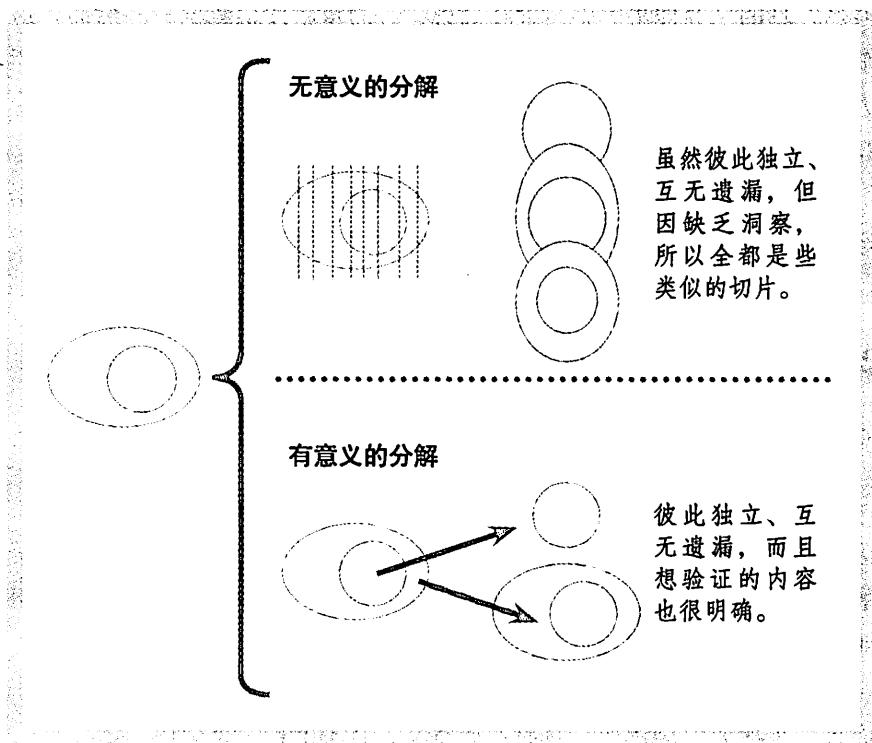 无意义的分解
虽然彼此独立、
互无遗漏，但
因缺乏洞察，
所以全都是些
类似的切片。
有意义的分解
彼此独立、互
无遗漏，而且
想验证的内容
也很明确。